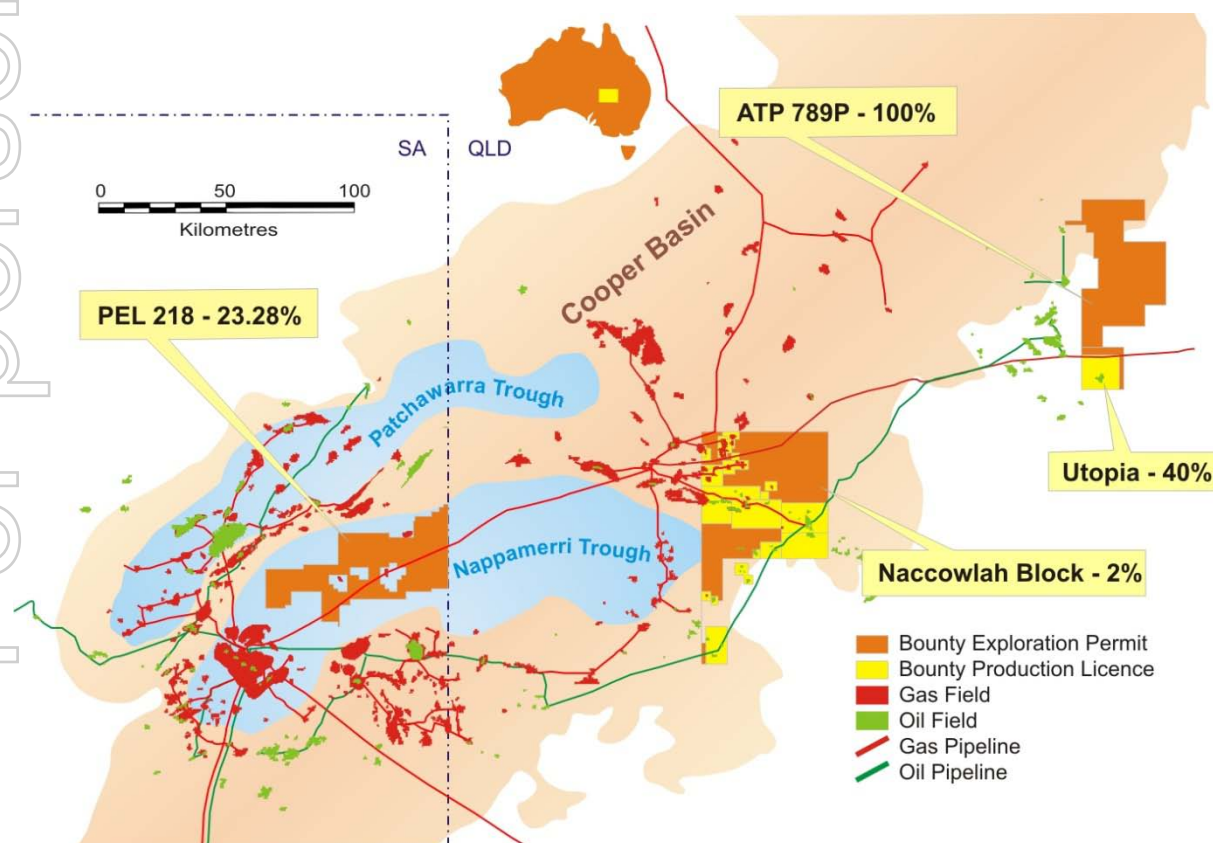 ATP 789P - 100%
SA
QLD
0 50 100
Kilometres
Cooper Basin
PEL 218 - 23.28%
Patchawarra Trough
Utopia - 40%
Nappamerri Trough
Naccowlah Block - 2%
Bounty Exploration Permit
Bounty Production Licence
Gas Field
Oil Field
Gas Pipeline
Oil Pipeline